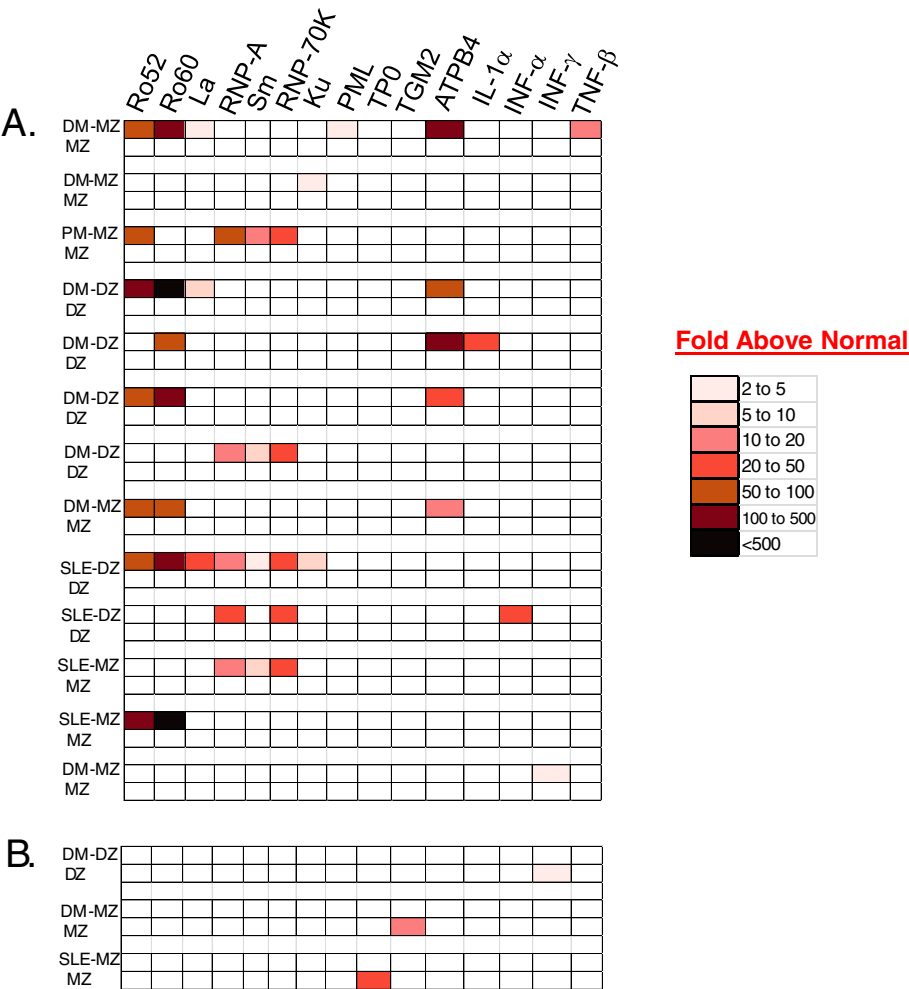 Ro52 Ro60 La RNP-A Sm RNP-70K Ku PML TP0 TGM2 ATPB4 IL-1α INF-α INF-γ TNF-β
A.
DM-MZ
MZ
DM-MZ
MZ
PM-MZ
MZ
DM-DZ
DZ
DM-DZ
DZ
DM-DZ
DZ
DM-DZ
DZ
DM-MZ
MZ
SLE-DZ
DZ
SLE-DZ
DZ
SLE-MZ
MZ
SLE-MZ
MZ
DM-MZ
MZ
Fold Above Normal
2 to 5
5 to 10
10 to 20
20 to 50
50 to 100
100 to 500
<500
B.
DM-DZ
DZ
DM-MZ
MZ
SLE-MZ
MZ